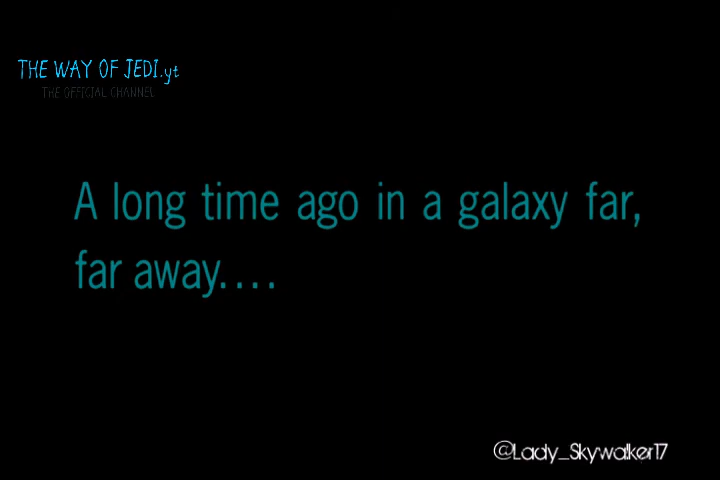 THE WAY OF JEDI.yt
THE OFFICIAL CHANNEL
A long time ago in a galaxy far,
far away....
@Lady_Skywalker17